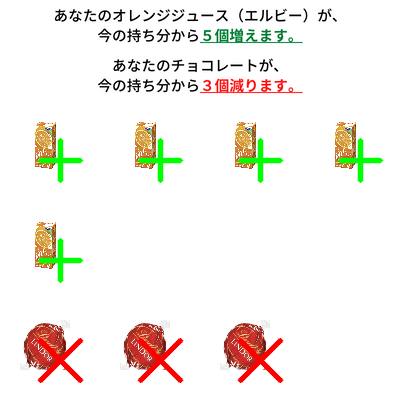 あなたのオレンジジュース（エルビー）が、
今の持ち分から５個増えます。
あなたのチョコレートが、
今の持ち分から３個減ります。
LINDOR LINDOR LINDOR